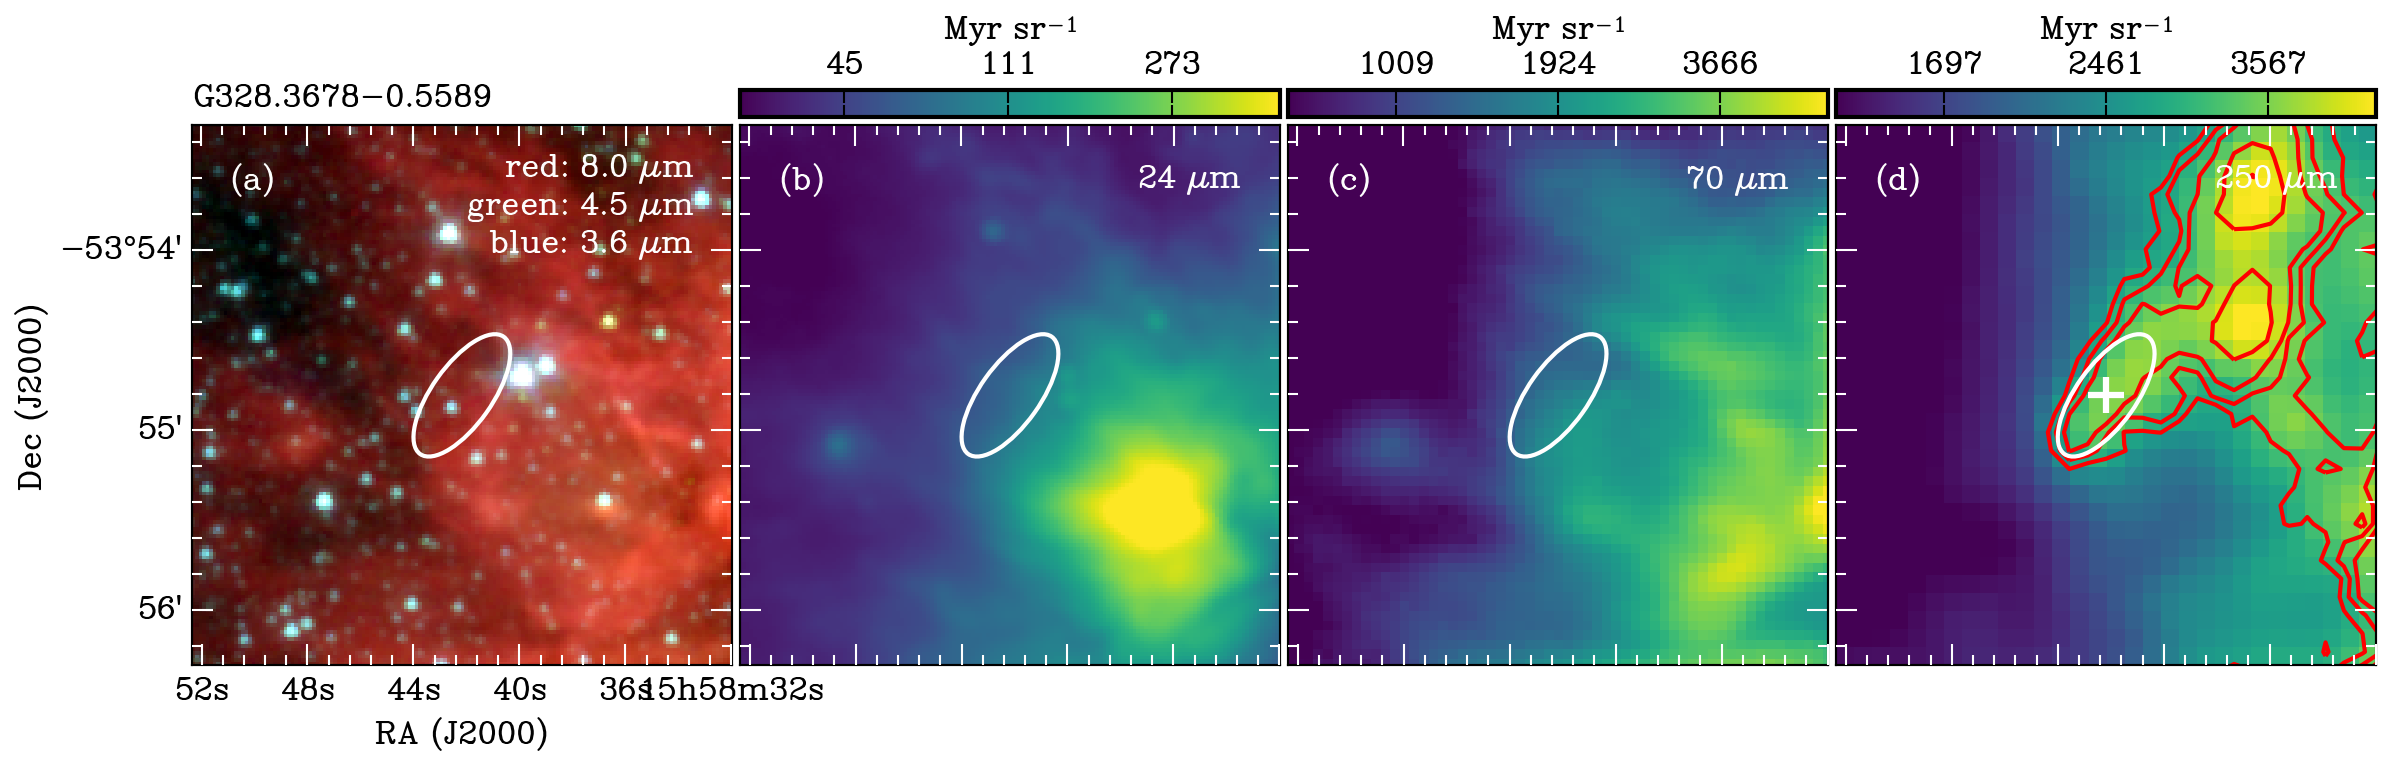 Myr sr⁻¹ Myr sr⁻¹ Myr sr⁻¹
45 111 273 1009 1924 3666 1697 2461 3567
G328.3678−0.5589
(a) red: 8.0 μm
green: 4.5 μm
blue: 3.6 μm
(b) 24 μm
(c) 70 μm
(d) 250 μm
−53°54'
55'
56'
Dec (J2000)
52s 48s 44s 40s 36s 15h58m32s
RA (J2000)